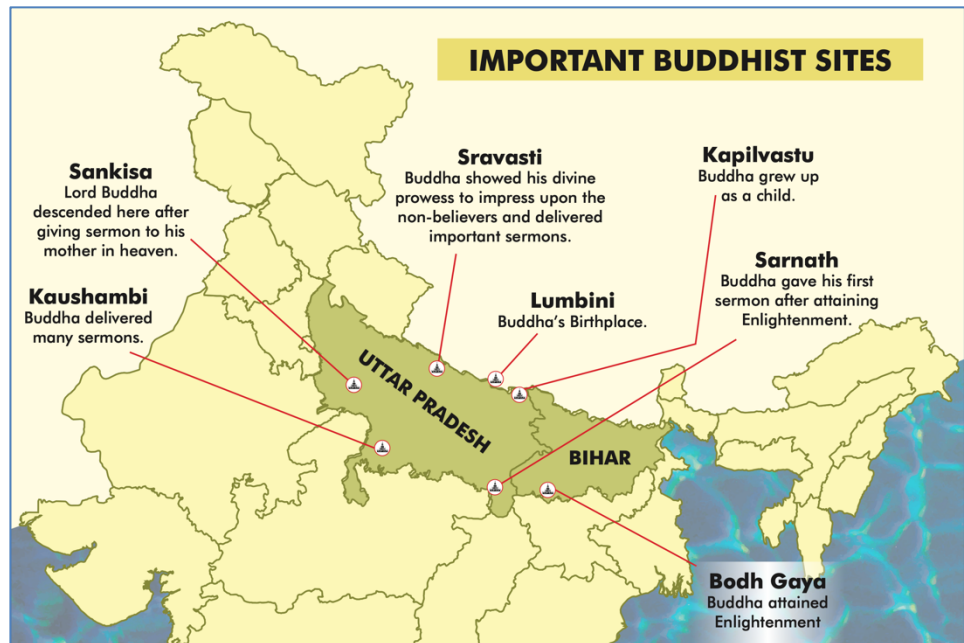 IMPORTANT BUDDHIST SITES
Sankisa
Lord Buddha
descended here after
giving sermon to his
mother in heaven.
Sravasti
Buddha showed his divine
prowess to impress upon the
non-believers and delivered
important sermons.
Kapilvastu
Buddha grew up
as a child.
Sarnath
Buddha gave his first
sermon after attaining
Enlightenment.
Kaushambi
Buddha delivered
many sermons.
Lumbini
Buddha's Birthplace.
UTTAR PRADESH
BIHAR
Bodh Gaya
Buddha attained
Enlightenment